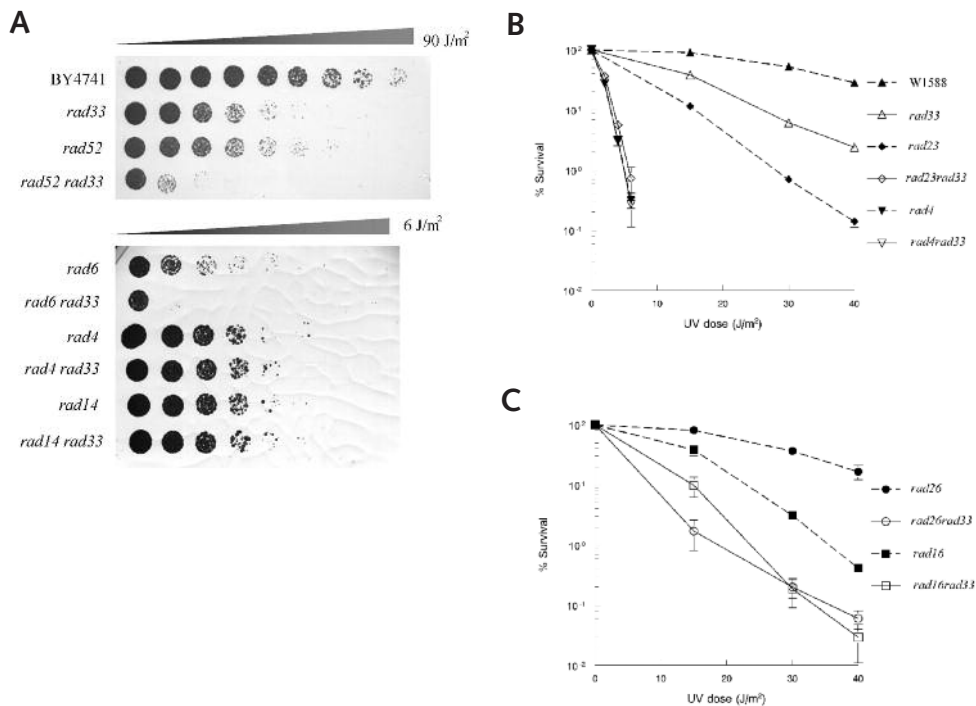 A
90 J/m²
BY4741
rad33
rad52
rad52 rad33
6 J/m²
rad6
rad6 rad33
rad4
rad4 rad33
rad14
rad14 rad33
B
10²
10¹
10⁰
10⁻¹
10⁻²
% Survival
0
10
20
30
40
UV dose (J/m²)
W1588
rad33
rad23
rad23rad33
rad4
rad4rad33
C
10²
10¹
10⁰
10⁻¹
10⁻²
% Survival
0
10
20
30
40
UV dose (J/m²)
rad26
rad26rad33
rad16
rad16rad33